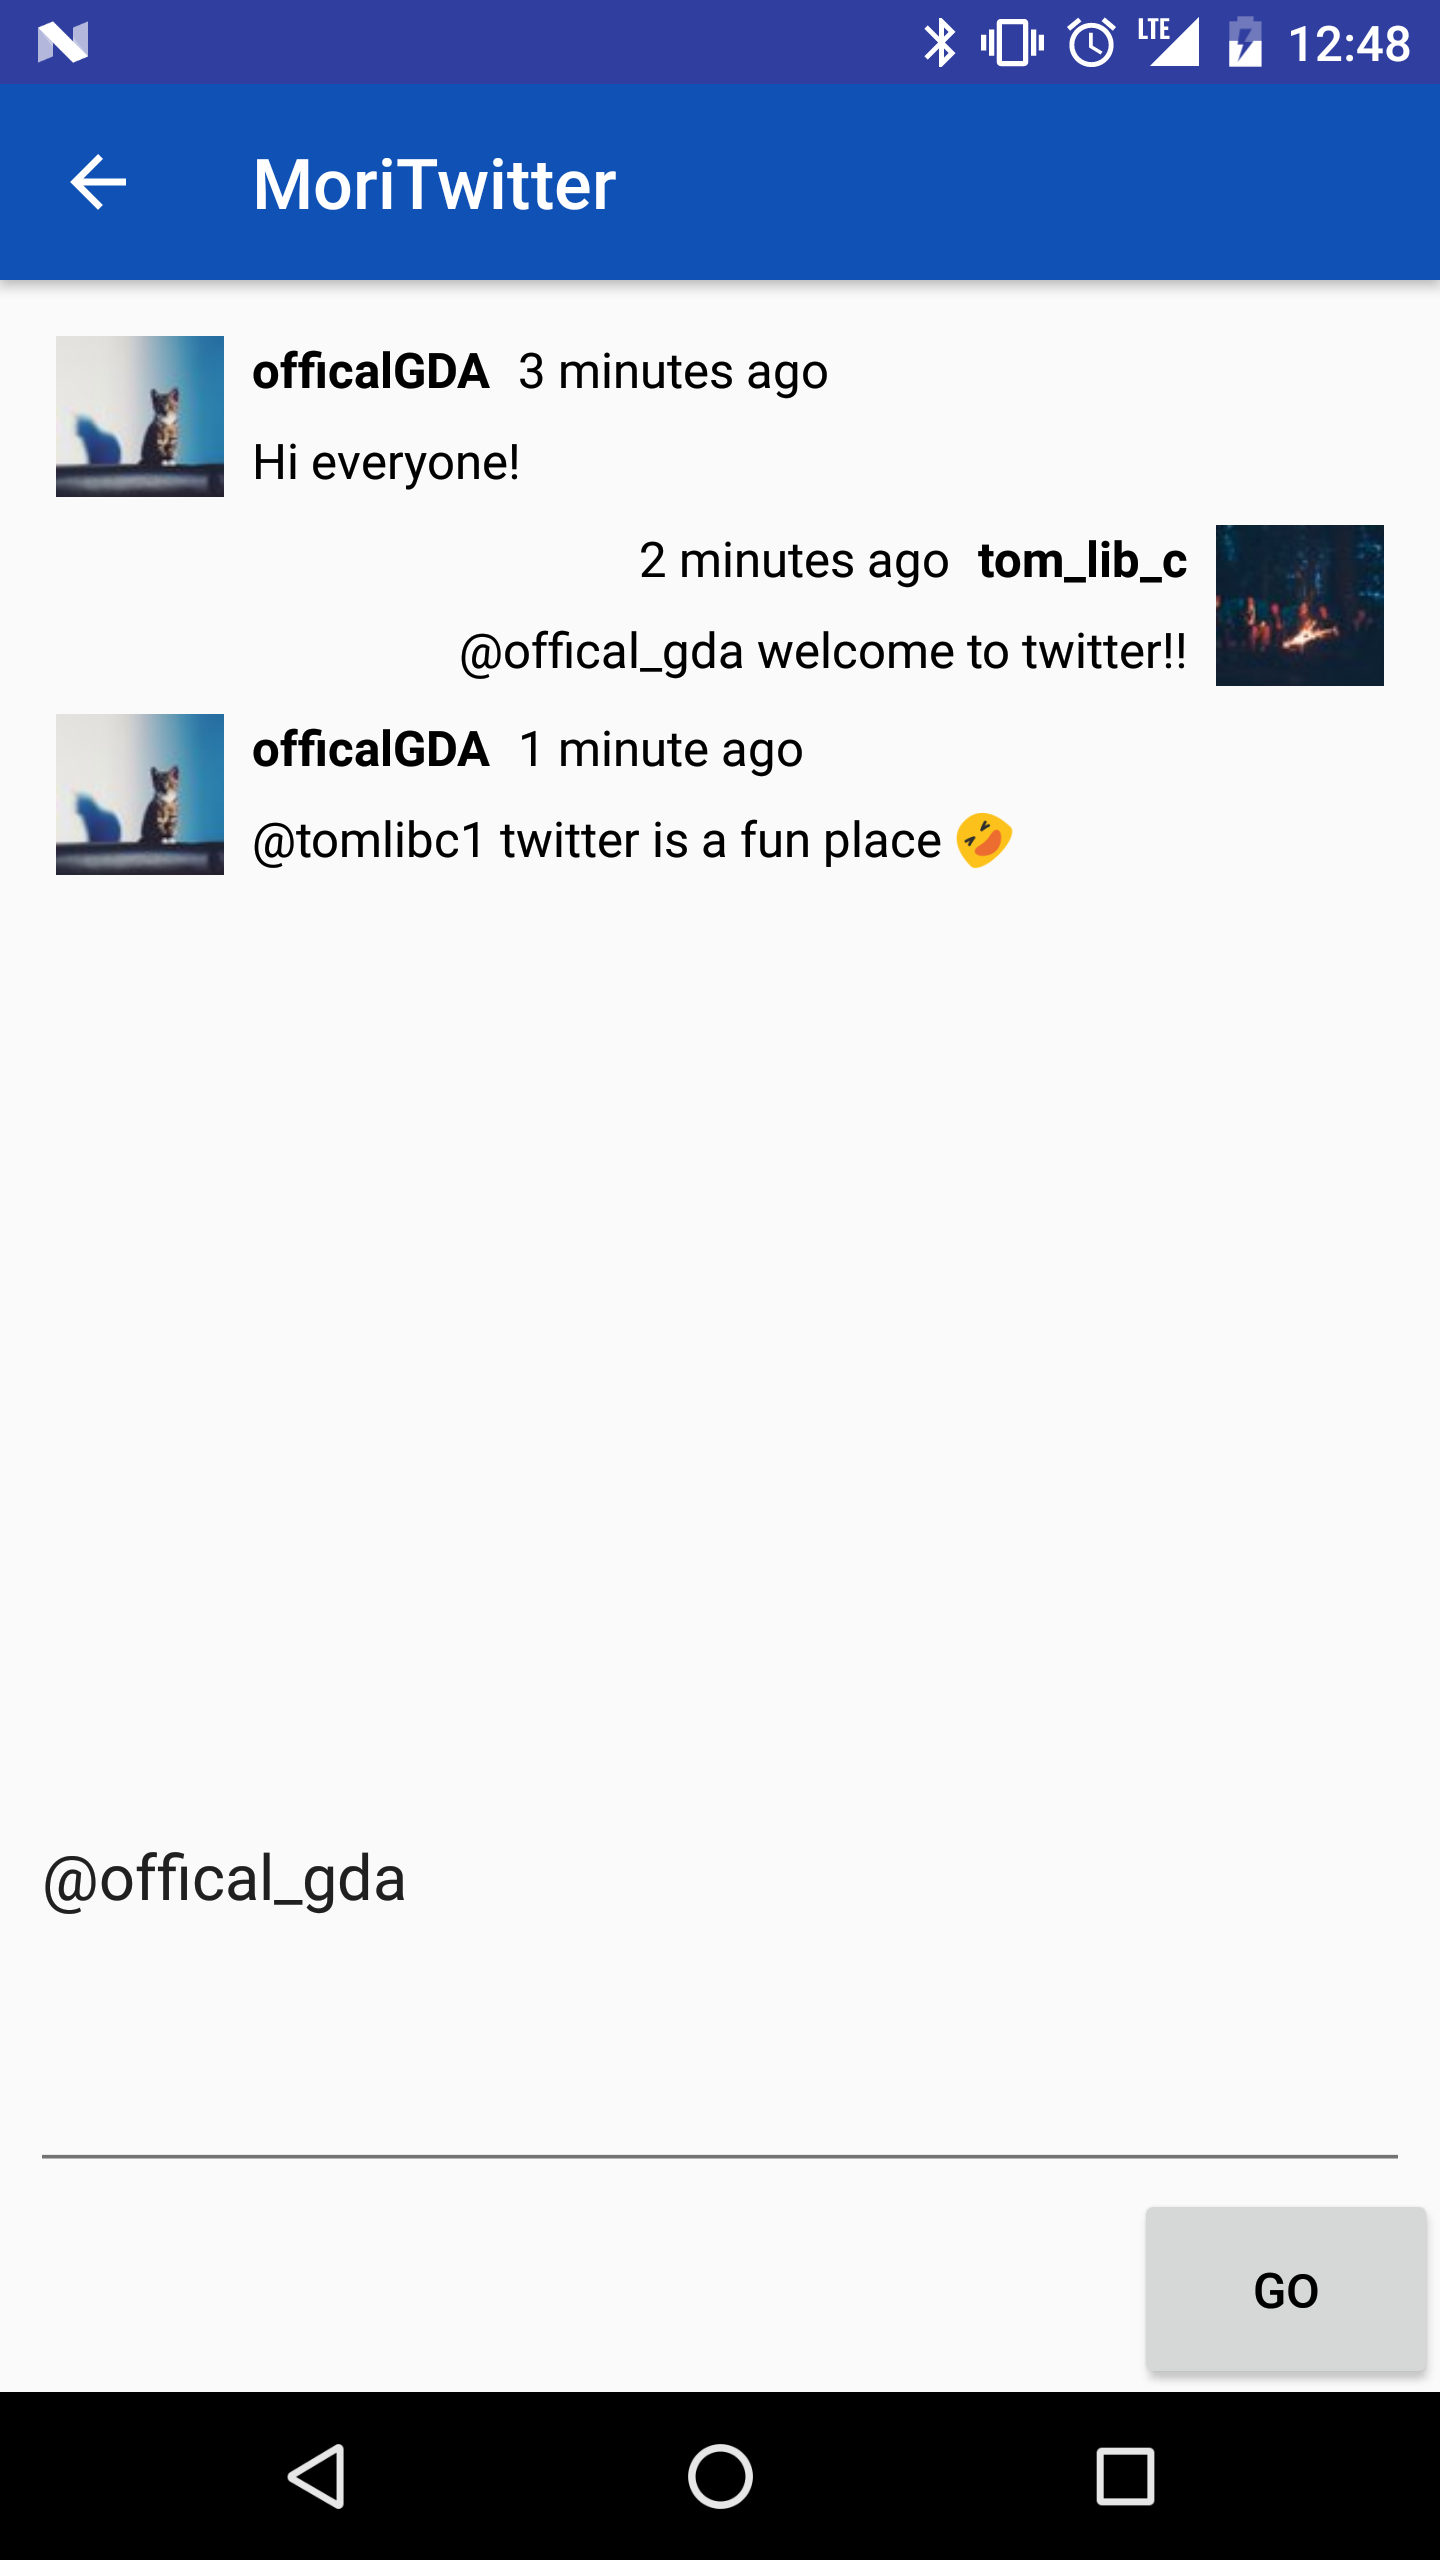 LTE 12:48
MoriTwitter
officalGDA 3 minutes ago
Hi everyone!
2 minutes ago tom_lib_c
@offical_gda welcome to twitter!!
officalGDA 1 minute ago
@tomlibc1 twitter is a fun place 🤣
@offical_gda
GO